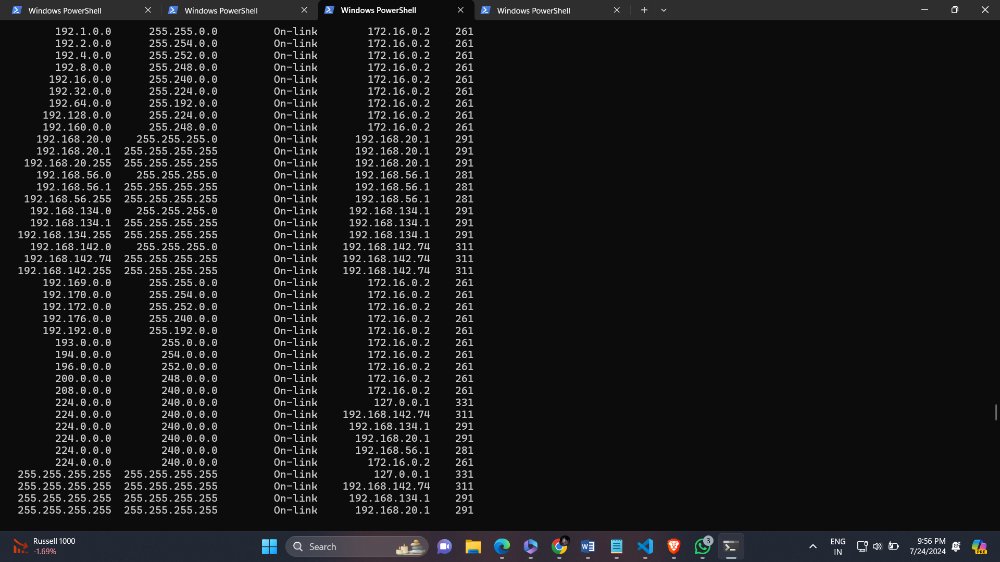 Windows PowerShell
Windows PowerShell
Windows PowerShell
Windows PowerShell
192.1.0.0 255.255.0.0 On-link 172.16.0.2 261
192.2.0.0 255.254.0.0 On-link 172.16.0.2 261
192.4.0.0 255.252.0.0 On-link 172.16.0.2 261
192.8.0.0 255.248.0.0 On-link 172.16.0.2 261
192.16.0.0 255.240.0.0 On-link 172.16.0.2 261
192.32.0.0 255.224.0.0 On-link 172.16.0.2 261
192.64.0.0 255.192.0.0 On-link 172.16.0.2 261
192.128.0.0 255.224.0.0 On-link 172.16.0.2 261
192.160.0.0 255.248.0.0 On-link 172.16.0.2 261
192.168.20.0 255.255.255.0 On-link 192.168.20.1 291
192.168.20.1 255.255.255.255 On-link 192.168.20.1 291
192.168.20.255 255.255.255.255 On-link 192.168.20.1 291
192.168.56.0 255.255.255.0 On-link 192.168.56.1 281
192.168.56.1 255.255.255.255 On-link 192.168.56.1 281
192.168.56.255 255.255.255.255 On-link 192.168.56.1 281
192.168.134.0 255.255.255.0 On-link 192.168.134.1 291
192.168.134.1 255.255.255.255 On-link 192.168.134.1 291
192.168.134.255 255.255.255.255 On-link 192.168.134.1 291
192.168.142.0 255.255.255.0 On-link 192.168.142.74 311
192.168.142.74 255.255.255.255 On-link 192.168.142.74 311
192.168.142.255 255.255.255.255 On-link 192.168.142.74 311
192.169.0.0 255.255.0.0 On-link 172.16.0.2 261
192.170.0.0 255.254.0.0 On-link 172.16.0.2 261
192.172.0.0 255.252.0.0 On-link 172.16.0.2 261
192.176.0.0 255.240.0.0 On-link 172.16.0.2 261
192.192.0.0 255.192.0.0 On-link 172.16.0.2 261
193.0.0.0 255.0.0.0 On-link 172.16.0.2 261
194.0.0.0 254.0.0.0 On-link 172.16.0.2 261
196.0.0.0 252.0.0.0 On-link 172.16.0.2 261
200.0.0.0 248.0.0.0 On-link 172.16.0.2 261
208.0.0.0 240.0.0.0 On-link 172.16.0.2 261
224.0.0.0 240.0.0.0 On-link 127.0.0.1 331
224.0.0.0 240.0.0.0 On-link 192.168.142.74 311
224.0.0.0 240.0.0.0 On-link 192.168.134.1 291
224.0.0.0 240.0.0.0 On-link 192.168.20.1 291
224.0.0.0 240.0.0.0 On-link 192.168.56.1 281
224.0.0.0 240.0.0.0 On-link 172.16.0.2 261
255.255.255.255 255.255.255.255 On-link 127.0.0.1 331
255.255.255.255 255.255.255.255 On-link 192.168.142.74 311
255.255.255.255 255.255.255.255 On-link 192.168.134.1 291
255.255.255.255 255.255.255.255 On-link 192.168.20.1 291
Russell 1000
-1.69%
Search
3
ENG
IN
9:56 PM
7/24/2024
PRE